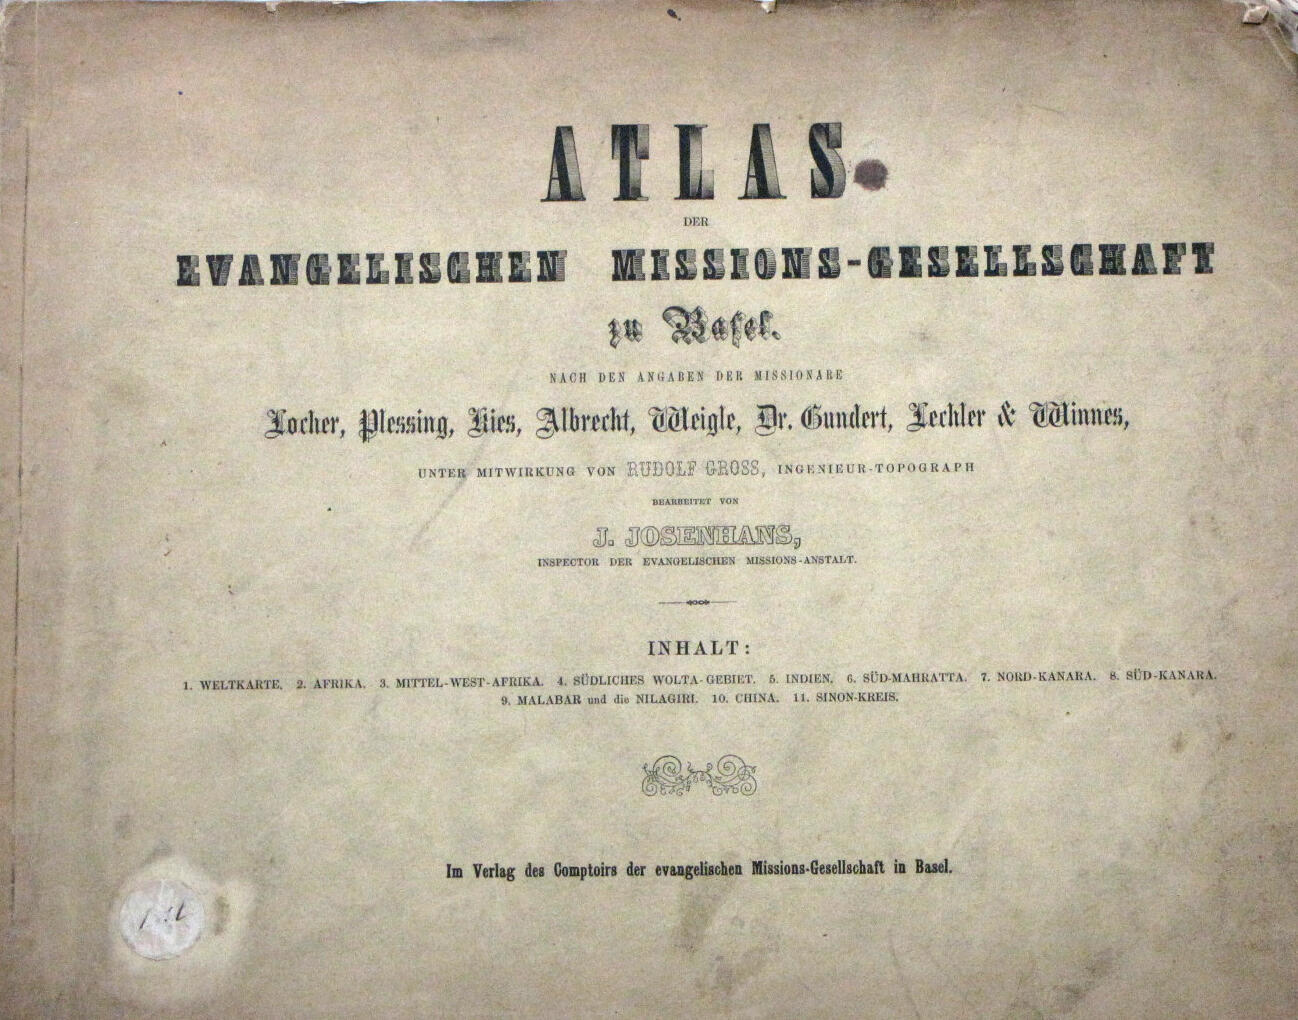 ATLAS
DER
EVANGELISCHEN MISSIONS-GESELLSCHAFT
zu Basel.
NACH DEN ANGABEN DER MISSIONARE
Locher, Plessing, Kies, Albrecht, Weigle, Dr. Gundert, Lechler & Winnes,
UNTER MITWIRKUNG VON RUDOLF GROSS, INGENIEUR-TOPOGRAPH
BEARBEITET VON
J. JOSENHANS,
INSPECTOR DER EVANGELISCHEN MISSIONS-ANSTALT.
INHALT:
1. WELTKARTE. 2. AFRIKA. 3. MITTEL-WEST-AFRIKA. 4. SÜDLICHES WOLTA-GEBIET. 5. INDIEN. 6. SÜD-MAHRATTA. 7. NORD-KANARA. 8. SÜD-KANARA.
9. MALABAR und die NILAGIRI. 10. CHINA. 11. SINON-KREIS.
Im Verlag des Comptoirs der evangelischen Missions-Gesellschaft in Basel.